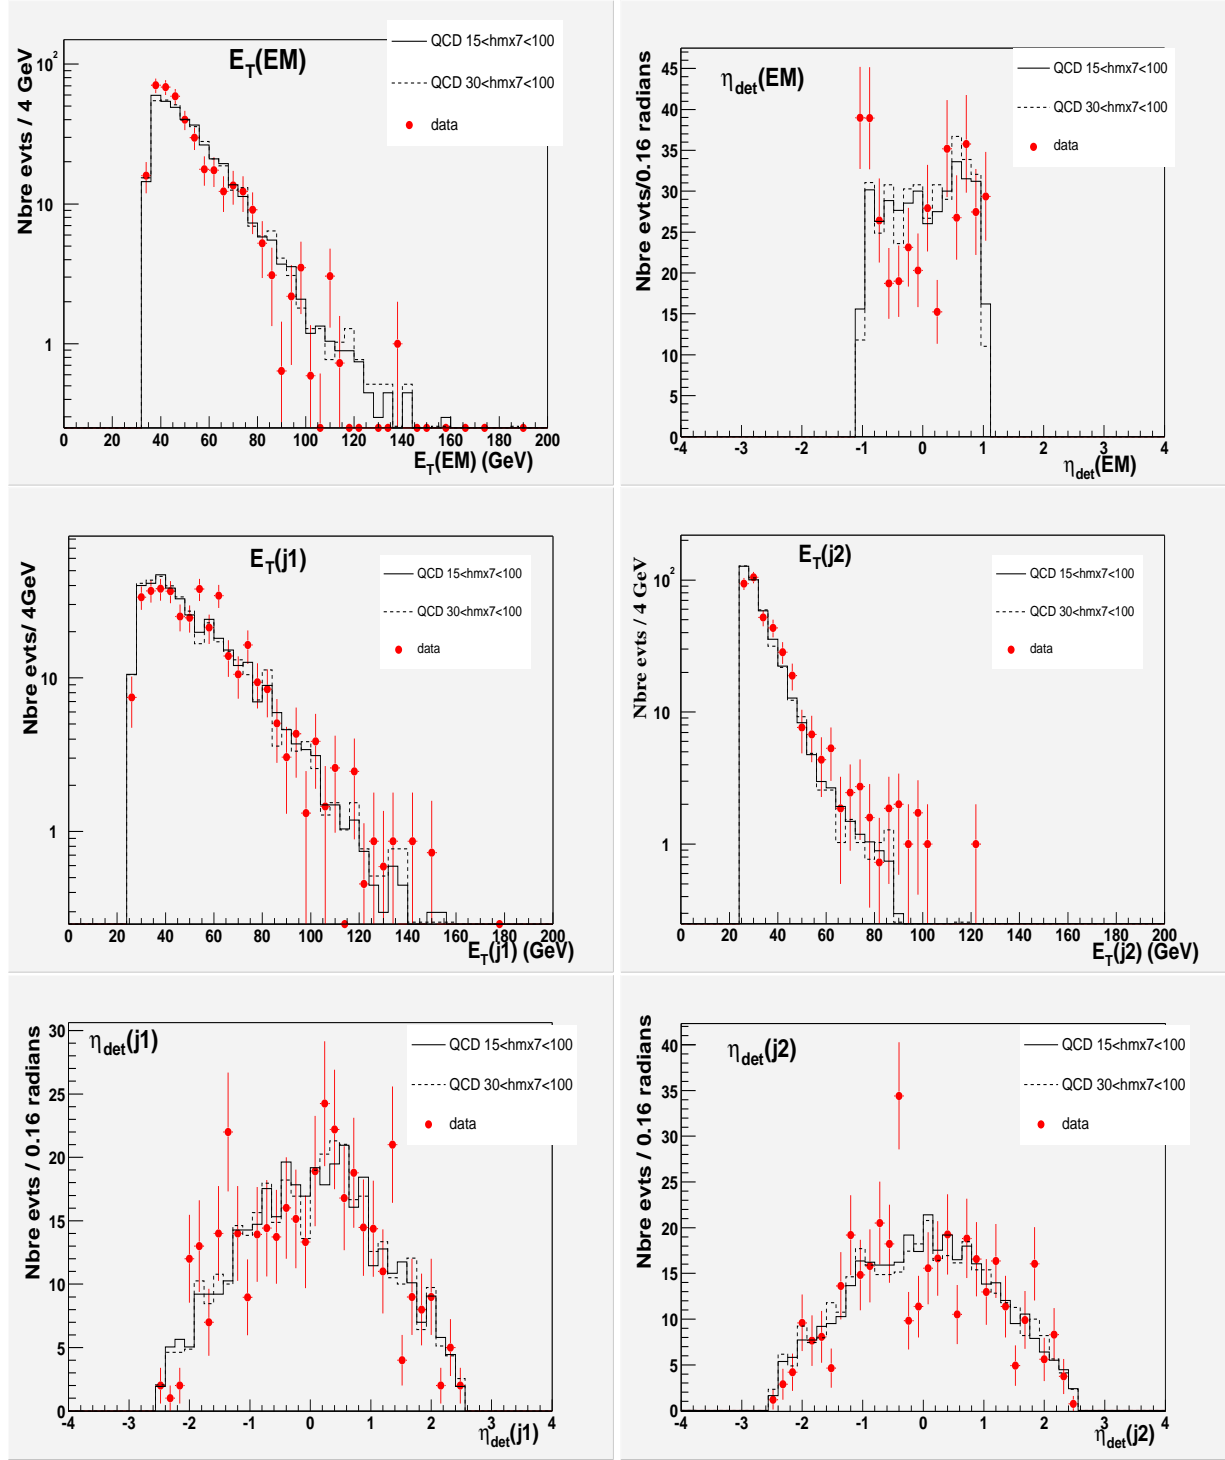 E_T(EM)
QCD 15<hmx7<100
QCD 30<hmx7<100
data
Nbre evts / 4 GeV
10²
10
1
0 20 40 60 80 100 120 140 160 180 200
E_T(EM) (GeV)
η_det(EM)
QCD 15<hmx7<100
QCD 30<hmx7<100
data
Nbre evts/0.16 radians
45
40
35
30
25
20
15
10
5
0
-4 -3 -2 -1 0 1 2 3 4
η_det(EM)
E_T(j1)
QCD 15<hmx7<100
QCD 30<hmx7<100
data
Nbre evts/ 4GeV
10
1
0 20 40 60 80 100 120 140 160 180 200
E_T(j1) (GeV)
E_T(j2)
QCD 15<hmx7<100
QCD 30<hmx7<100
data
Nbre evts / 4 GeV
10²
10
1
0 20 40 60 80 100 120 140 160 180 200
E_T(j2) (GeV)
η_det(j1)
QCD 15<hmx7<100
QCD 30<hmx7<100
data
Nbre evts / 0.16 radians
30
25
20
15
10
5
0
-4 -3 -2 -1 0 1 2 3 4
η_det(j1)
η_det(j2)
QCD 15<hmx7<100
QCD 30<hmx7<100
data
Nbre evts / 0.16 radians
40
35
30
25
20
15
10
5
0
-4 -3 -2 -1 0 1 2 3 4
η_det(j2)